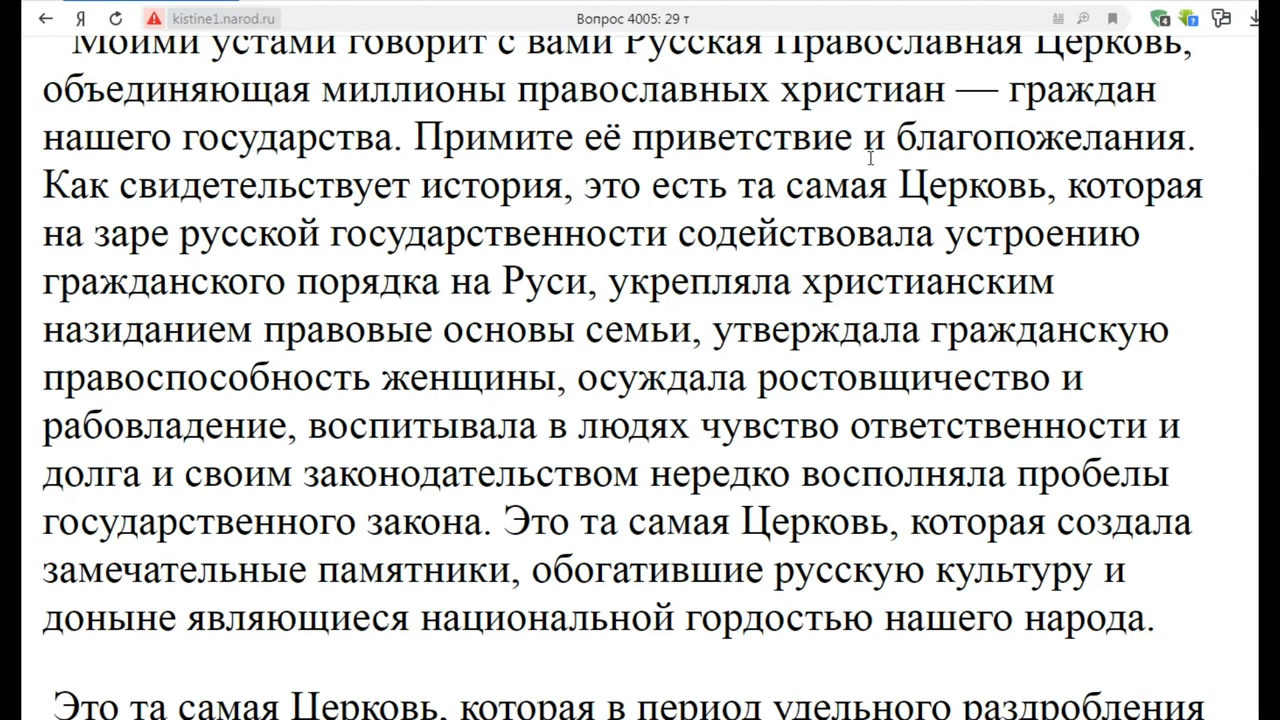 kistine1.narod.ru
Вопрос 4005: 29 т
Моими устами говорит с вами Русская Православная Церковь,
объединяющая миллионы православных христиан — граждан
нашего государства. Примите её приветствие и благопожелания.
Как свидетельствует история, это есть та самая Церковь, которая
на заре русской государственности содействовала устроению
гражданского порядка на Руси, укрепляла христианским
назиданием правовые основы семьи, утверждала гражданскую
правоспособность женщины, осуждала ростовщичество и
рабовладение, воспитывала в людях чувство ответственности и
долга и своим законодательством нередко восполняла пробелы
государственного закона. Это та самая Церковь, которая создала
замечательные памятники, обогатившие русскую культуру и
доныне являющиеся национальной гордостью нашего народа.
Это та самая Церковь, которая в период удельного раздробления